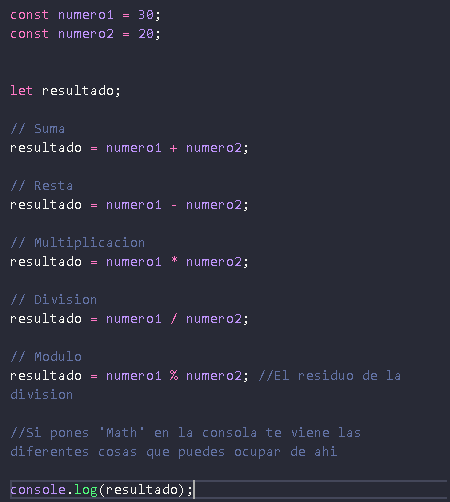 const numero1 = 30;
const numero2 = 20;
let resultado;
// Suma
resultado = numero1 + numero2;
// Resta
resultado = numero1 - numero2;
// Multiplicacion
resultado = numero1 * numero2;
// Division
resultado = numero1 / numero2;
// Modulo
resultado = numero1 % numero2; //El residuo de la
division
//Si pones 'Math' en la consola te viene las
diferentes cosas que puedes ocupar de ahi
console.log(resultado);